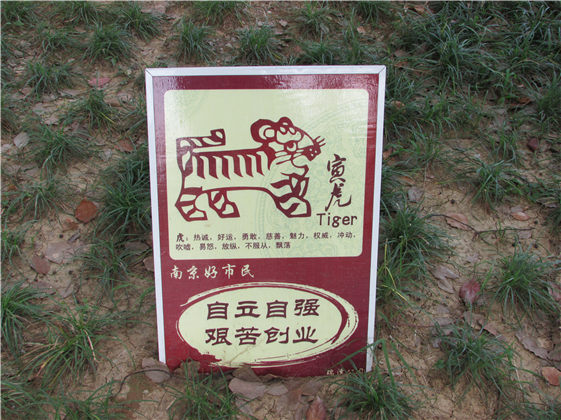 寅虎
Tiger
虎：热诚，好运，勇敢，慈善，魅力，权威，冲动，
吹嘘，易怒，放纵，不服从，飘荡
南京好市民
自立自强
艰苦创业